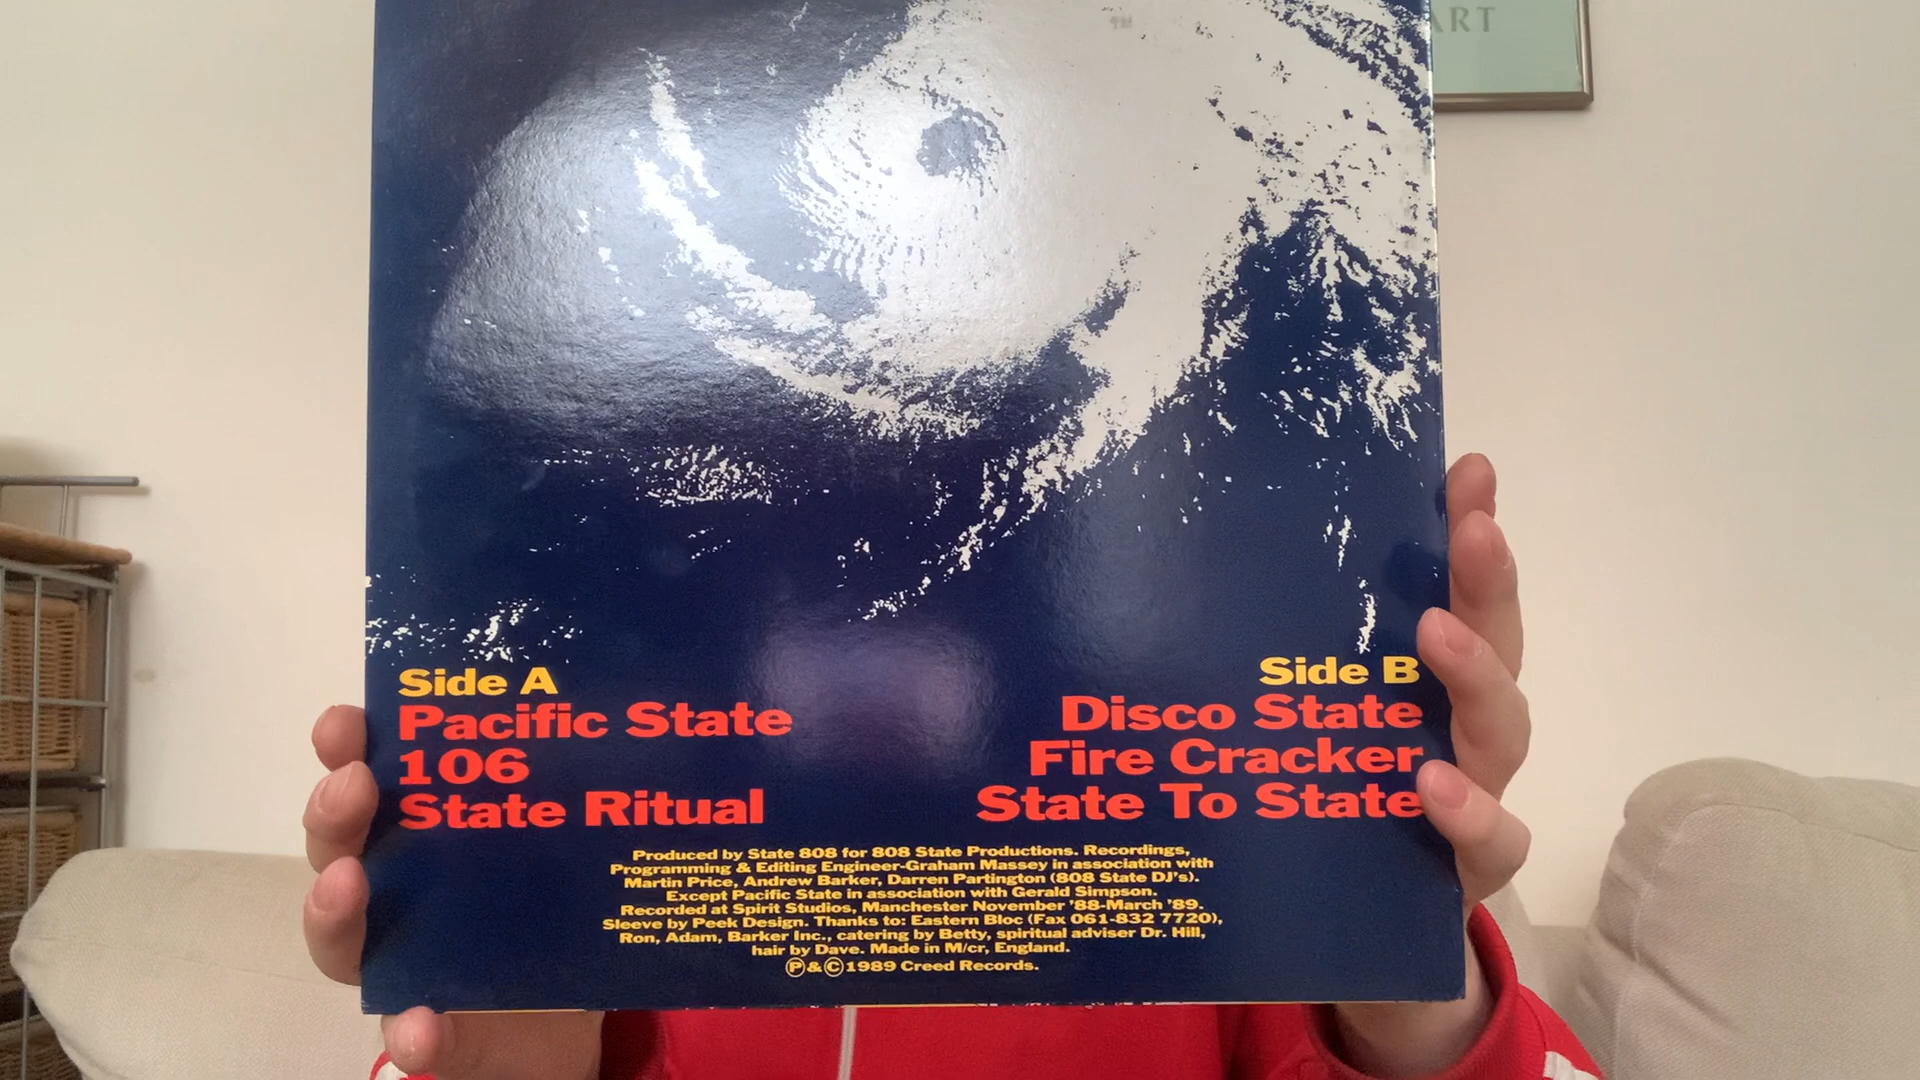 ART
Side A
Pacific State
106
State Ritual
Side B
Disco State
Fire Cracker
State To State
Produced by State 808 for 808 State Productions. Recordings,
Programming & Editing Engineer-Graham Massey in association with
Martin Price, Andrew Barker, Darren Partington (808 State DJ's).
Except Pacific State in association with Gerald Simpson.
Recorded at Spirit Studios, Manchester November '88-March '89.
Sleeve by Peek Design. Thanks to: Eastern Bloc (Fax 061-832 7720),
Ron, Adam, Barker Inc., catering by Betty, spiritual adviser Dr. Hill,
hair by Dave. Made in M/cr, England.
Ⓟ&©1989 Creed Records.